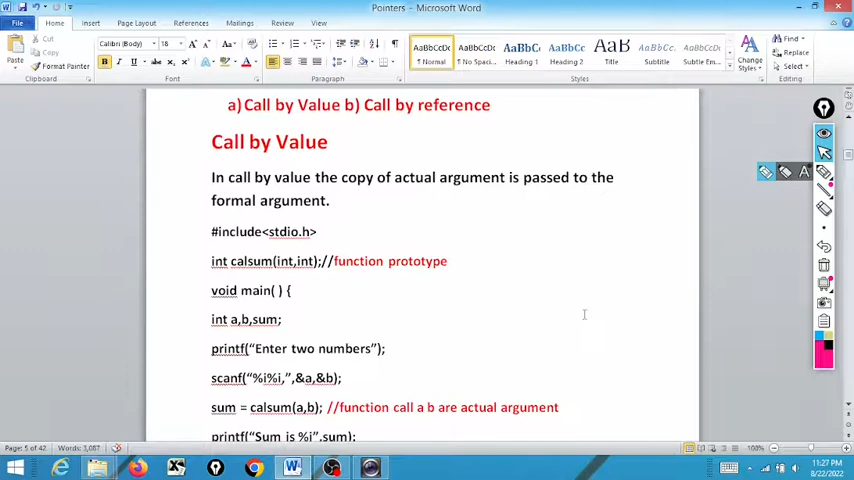 Pointers - Microsoft Word
File Home Insert Page Layout References Mailings Review View
Cut
Copy
Format Painter
Paste
Calibri (Body) 18
AaBbCcDc AaBbCcDc AaBbC AaBbCc AaB AaBbCc. AaBbCcDc
¶ Normal ¶ No Spac... Heading 1 Heading 2 Title Subtitle Subtle Em...
Change Styles
Find
Replace
Select
Clipboard Font Paragraph Styles Editing
a) Call by Value b) Call by reference
Call by Value
In call by value the copy of actual argument is passed to the
formal argument.
#include<stdio.h>
int calsum(int,int);//function prototype
void main( ) {
int a,b,sum;
printf(“Enter two numbers”);
scanf(“%i%i,”,&a,&b);
sum = calsum(a,b); //function call a b are actual argument
printf(“Sum is %i”,sum);
Page: 5 of 42 Words: 3,087 100%
11:27 PM
8/22/2022